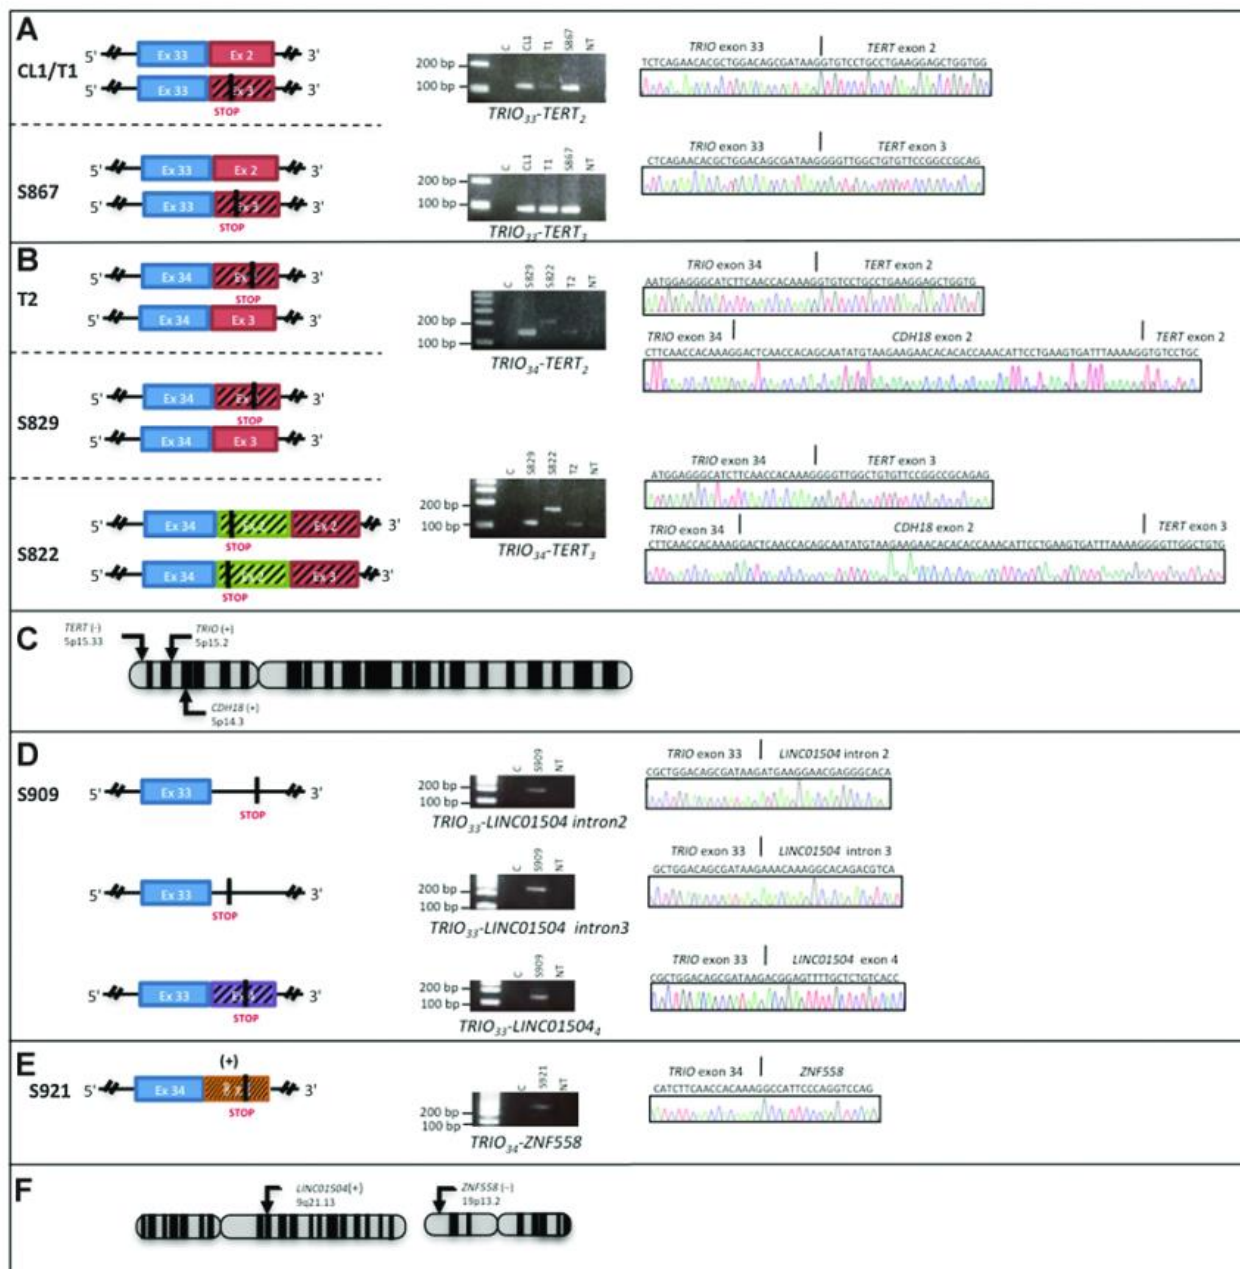 A
CL1/T1
5' Ex 33 Ex 2 3'
5' Ex 33 3'
STOP
S867
5' Ex 33 Ex 2 3'
5' Ex 33 3'
STOP
C CL1 T1 S867 NT
200 bp
100 bp
TRIO33-TERT2
C CL1 T1 S867 NT
200 bp
100 bp
TRIO33-TERT3
TRIO exon 33 TERT exon 2
TCTCAGAACACGCTGGACAGCGATAAGGTGTCCTGCCTGAAGGAGCTGGTGG
TRIO exon 33 TERT exon 3
CTCAGAACACGCTGGACAGCGATAAGGGGTTGGCTGTGTTCCGGCCGCAG
B
T2
5' Ex 34 3'
STOP
5' Ex 34 Ex 3 3'
S829
5' Ex 34 3'
STOP
5' Ex 34 Ex 3 3'
S822
5' Ex 34 Ex 2 3'
STOP
5' Ex 34 Ex 3 3'
STOP
C S829 S822 T2 NT
200 bp
100 bp
TRIO34-TERT2
C S829 S822 T2 NT
200 bp
100 bp
TRIO34-TERT3
TRIO exon 34 TERT exon 2
AATGGAGGGCATCTTCAACCACAAAGGTGTCCTGCCTGAAGGAGCTGGTG
TRIO exon 34 CDH18 exon 2 TERT exon 2
CTTCAACCACAAAGGACTCAACCACAGCAATATGTAAGAAGAACACACACCAAACATTCCTGAAGTGATTTAAAAGGTGTCCTGC
TRIO exon 34 TERT exon 3
ATGGAGGGCATCTTCAACCACAAAGGGGTTGGCTGTGTTCCGGCCGCAGAG
TRIO exon 34 CDH18 exon 2 TERT exon 3
CTTCAACCACAAAGGACTCAACCACAGCAATATGTAAGAAGAACACACACCAAACATTCCTGAAGTGATTTAAAAGGGGTTGGCTGTG
C
TERT (-)
5p15.33
TRIO (+)
5p15.2
CDH18 (+)
5p14.3
D
S909
5' Ex 33 3'
STOP
5' Ex 33 3'
STOP
5' Ex 33 3'
STOP
C S909 NT
200 bp
100 bp
TRIO33-LINC01504 intron2
C S909 NT
200 bp
100 bp
TRIO33-LINC01504 intron3
C S909 NT
200 bp
100 bp
TRIO33-LINC015044
TRIO exon 33 LINC01504 intron 2
CGCTGGACAGCGATAAGATGAAGGAACGAGGGCACA
TRIO exon 33 LINC01504 intron 3
GCTGGACAGCGATAAGAAACAAAGGCACAGACGTCA
TRIO exon 33 LINC01504 exon 4
CGCTGGACAGCGATAAGACGGAGTTTTGCTCTGTCACC
E
(+)
S921 5' Ex 34 3'
STOP
C S921 NT
200 bp
100 bp
TRIO34-ZNF558
TRIO exon 34 ZNF558
CATCTTCAACCACAAAGGCCATTCCCAGGTCCAG
F
LINC01504(+)
9q21.13
ZNF558 (-)
19p13.2